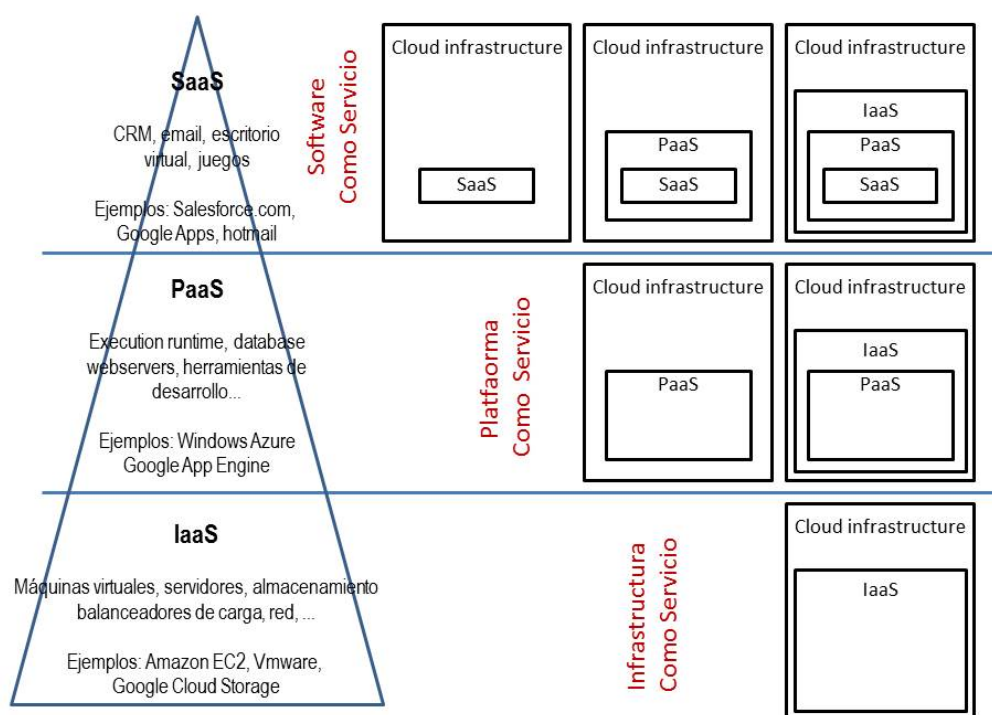 SaaS
CRM, email, escritorio
virtual, juegos
Ejemplos: Salesforce.com,
Google Apps, hotmail
Software
Como Servicio
Cloud infrastructure
SaaS
Cloud infrastructure
PaaS
SaaS
Cloud infrastructure
IaaS
PaaS
SaaS
PaaS
Execution runtime, database
webservers, herramientas de
desarrollo...
Ejemplos: Windows Azure
Google App Engine
Platfaorma
Como Servicio
Cloud infrastructure
PaaS
Cloud infrastructure
IaaS
PaaS
IaaS
Máquinas virtuales, servidores, almacenamiento
balanceadores de carga, red, ...
Ejemplos: Amazon EC2, Vmware,
Google Cloud Storage
Infrastructura
Como Servicio
Cloud infrastructure
IaaS